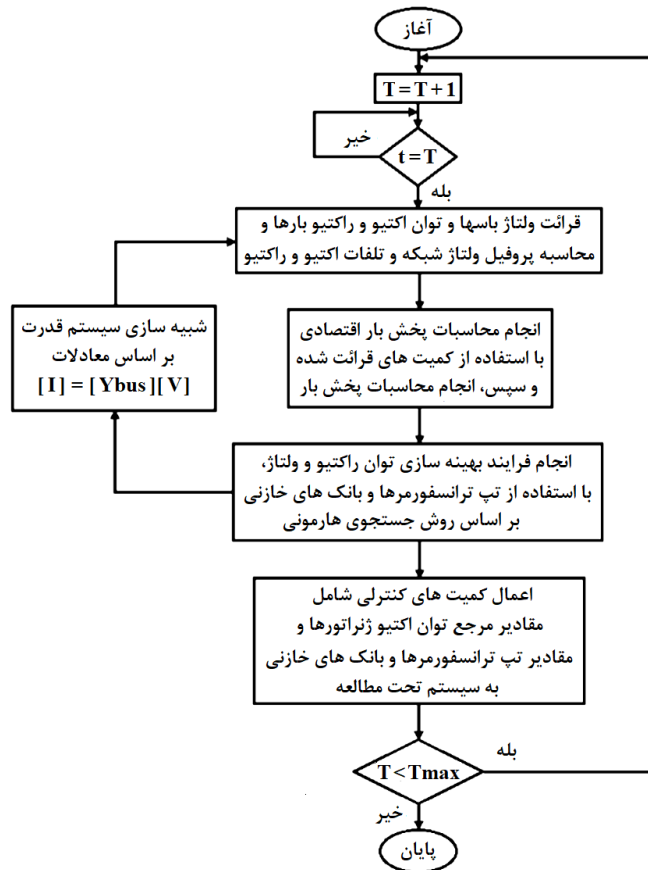 آغاز
T = T + 1
خیر
t = T
بله
قرائت ولتاژ باسها و توان اکتیو و راکتیو بارها و
محاسبه پروفیل ولتاژ شبکه و تلفات اکتیو و راکتیو
شبیه سازی سیستم قدرت
بر اساس معادلات
[ I ] = [ Ybus ][ V ]
انجام محاسبات پخش بار اقتصادی
با استفاده از کمیت های قرائت شده
و سپس، انجام محاسبات پخش بار
انجام فرایند بهینه سازی توان راکتیو و ولتاژ،
با استفاده از تپ ترانسفورمرها و بانک های خازنی
بر اساس روش جستجوی هارمونی
اعمال کمیت های کنترلی شامل
مقادیر مرجع توان اکتیو ژنراتورها و
مقادیر تپ ترانسفورمرها و بانک های خازنی
به سیستم تحت مطالعه
بله
T < Tmax
خیر
پایان